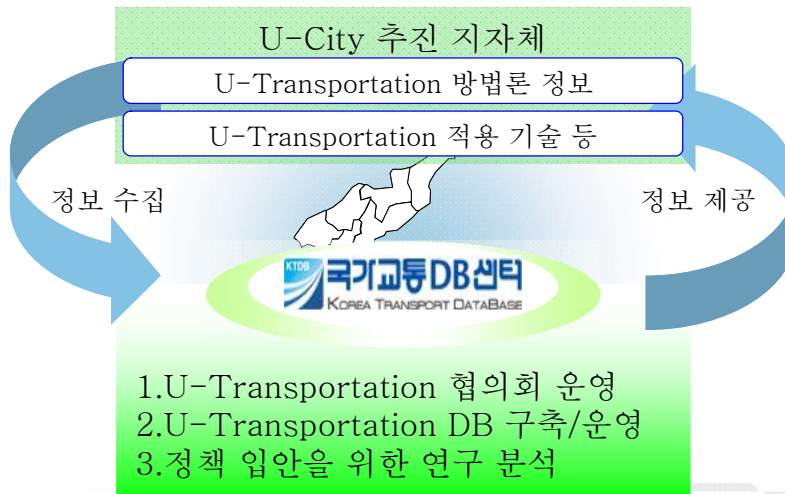 U-City 추진 지자체
U-Transportation 방법론 정보
U-Transportation 적용 기술 등
정보 수집
정보 제공
KTDB 국가교통DB센터
KOREA TRANSPORT DATABASE
1.U-Transportation 협의회 운영
2.U-Transportation DB 구축/운영
3.정책 입안을 위한 연구 분석